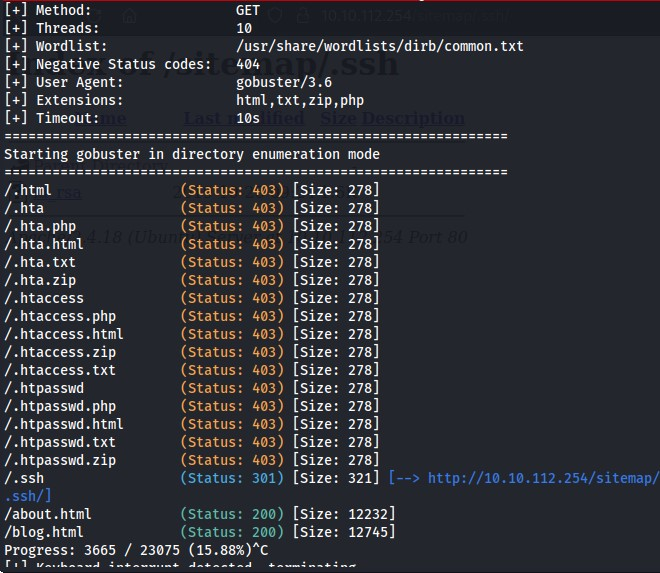 [+] Method: GET
[+] Threads: 10
[+] Wordlist: /usr/share/wordlists/dirb/common.txt
[+] Negative Status codes: 404
[+] User Agent: gobuster/3.6
[+] Extensions: html,txt,zip,php
[+] Timeout: 10s
===============================================================
Starting gobuster in directory enumeration mode
===============================================================
/.html (Status: 403) [Size: 278]
/.hta (Status: 403) [Size: 278]
/.hta.php (Status: 403) [Size: 278]
/.hta.html (Status: 403) [Size: 278]
/.hta.txt (Status: 403) [Size: 278]
/.hta.zip (Status: 403) [Size: 278]
/.htaccess (Status: 403) [Size: 278]
/.htaccess.php (Status: 403) [Size: 278]
/.htaccess.html (Status: 403) [Size: 278]
/.htaccess.zip (Status: 403) [Size: 278]
/.htaccess.txt (Status: 403) [Size: 278]
/.htpasswd (Status: 403) [Size: 278]
/.htpasswd.php (Status: 403) [Size: 278]
/.htpasswd.html (Status: 403) [Size: 278]
/.htpasswd.txt (Status: 403) [Size: 278]
/.htpasswd.zip (Status: 403) [Size: 278]
/.ssh (Status: 301) [Size: 321] [--> http://10.10.112.254/sitemap/
.ssh/]
/about.html (Status: 200) [Size: 12232]
/blog.html (Status: 200) [Size: 12745]
Progress: 3665 / 23075 (15.88%)^C
[!] Keyboard interrupt detected, terminating.